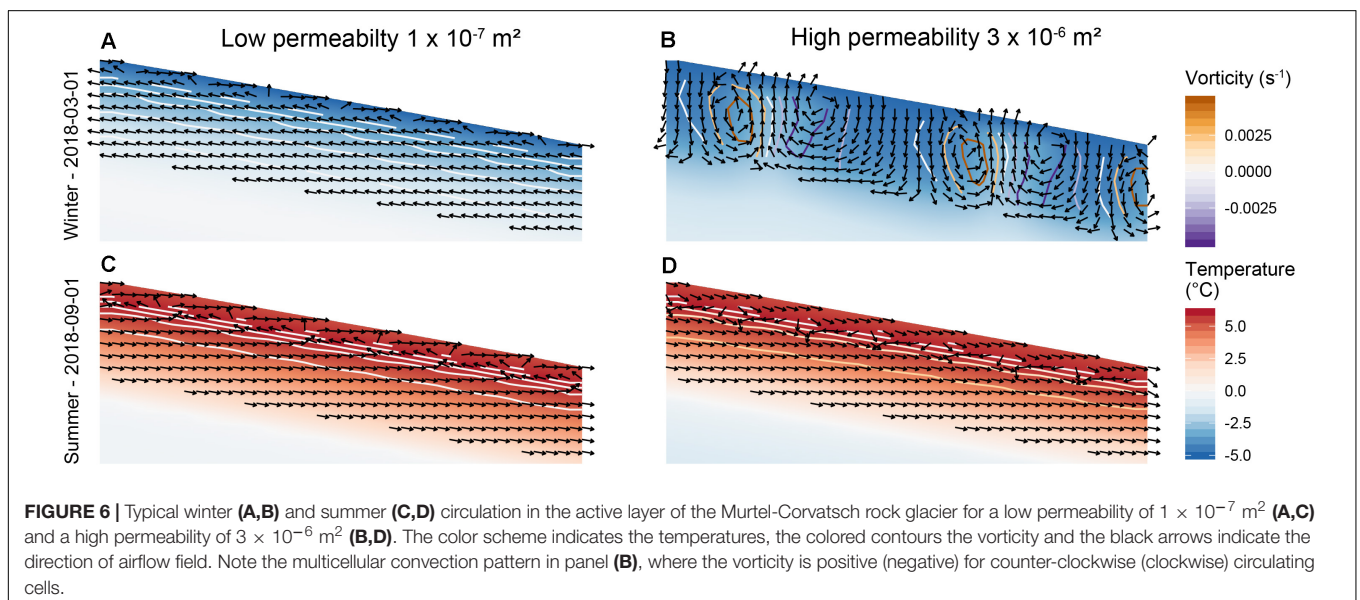 A
Low permeabilty 1 x 10⁻⁷ m²
B
High permeability 3 x 10⁻⁶ m²
Winter - 2018-03-01
Vorticity (s⁻¹)
0.0025
0.0000
-0.0025
C
D
Summer - 2018-09-01
Temperature
(°C)
5.0
2.5
0.0
-2.5
-5.0
FIGURE 6 | Typical winter (A,B) and summer (C,D) circulation in the active layer of the Murtel-Corvatsch rock glacier for a low permeability of 1 × 10⁻⁷ m² (A,C)
and a high permeability of 3 × 10⁻⁶ m² (B,D). The color scheme indicates the temperatures, the colored contours the vorticity and the black arrows indicate the
direction of airflow field. Note the multicellular convection pattern in panel (B), where the vorticity is positive (negative) for counter-clockwise (clockwise) circulating
cells.